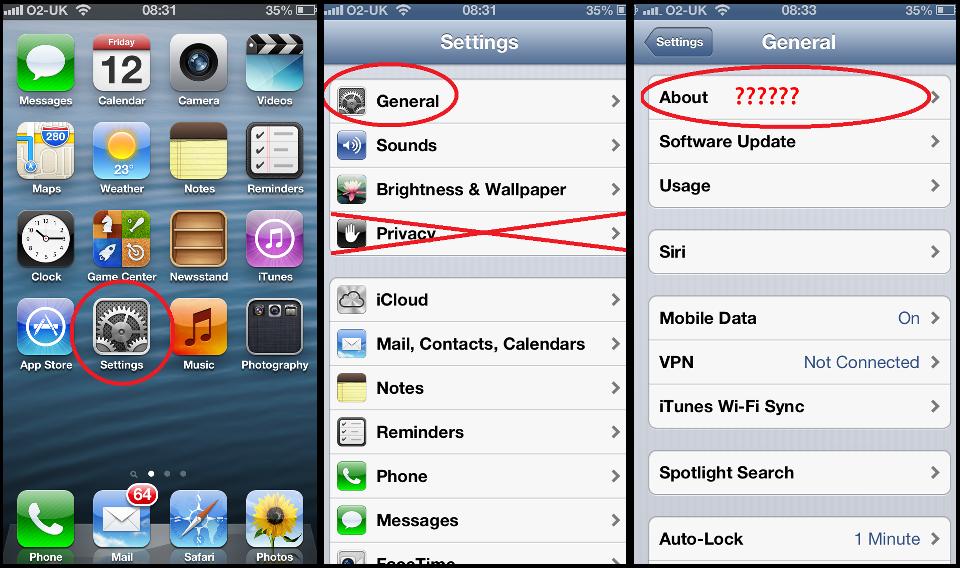 O2-UK 08:31 35%
Messages
Friday
12
Calendar
Camera
Videos
280
Maps
23°
Weather
Notes
Reminders
Clock
Game Center
Newsstand
iTunes
App Store
Settings
Music
Photography
64
Phone
Mail
Safari
Photos
O2-UK 08:31 35%
Settings
General
Sounds
Brightness & Wallpaper
Privacy
iCloud
Mail, Contacts, Calendars
Notes
Reminders
Phone
Messages
FaceTime
O2-UK 08:33 35%
Settings
General
About ??????
Software Update
Usage
Siri
Mobile Data On
VPN Not Connected
iTunes Wi-Fi Sync
Spotlight Search
Auto-Lock 1 Minute